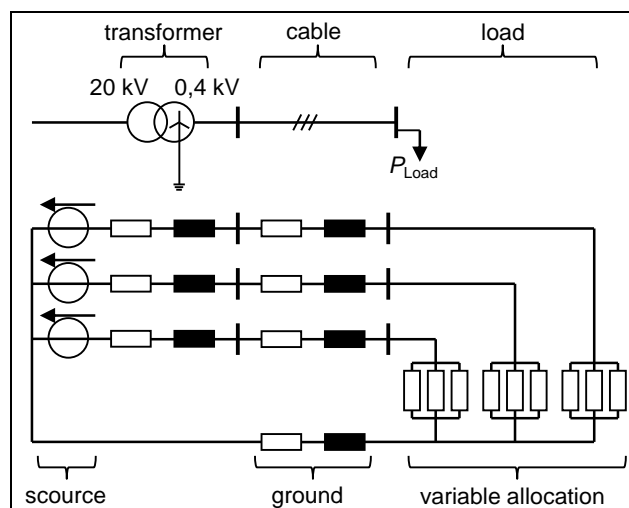 transformer cable load
20 kV 0,4 kV
P Load
scource ground variable allocation